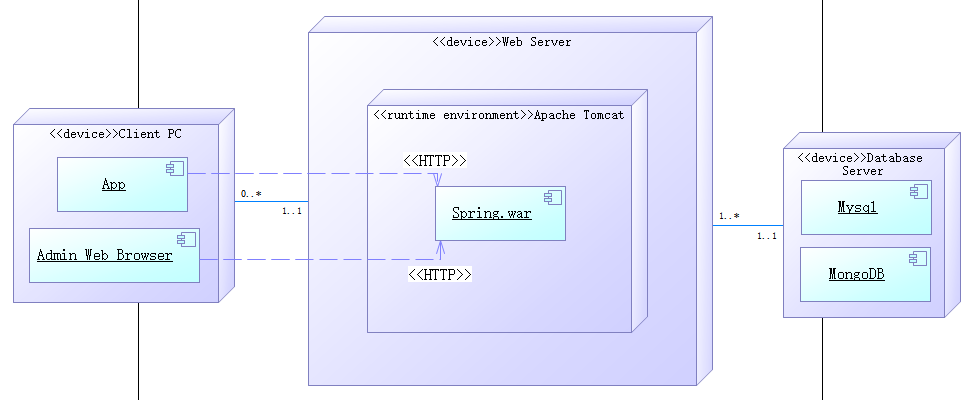 <<device>>Web Server
<<device>>Client PC
App
Admin Web Browser
0..*
1..1
<<runtime environment>>Apache Tomcat
<<HTTP>>
Spring.war
<<HTTP>>
1..*
1..1
<<device>>Database
Server
Mysql
MongoDB